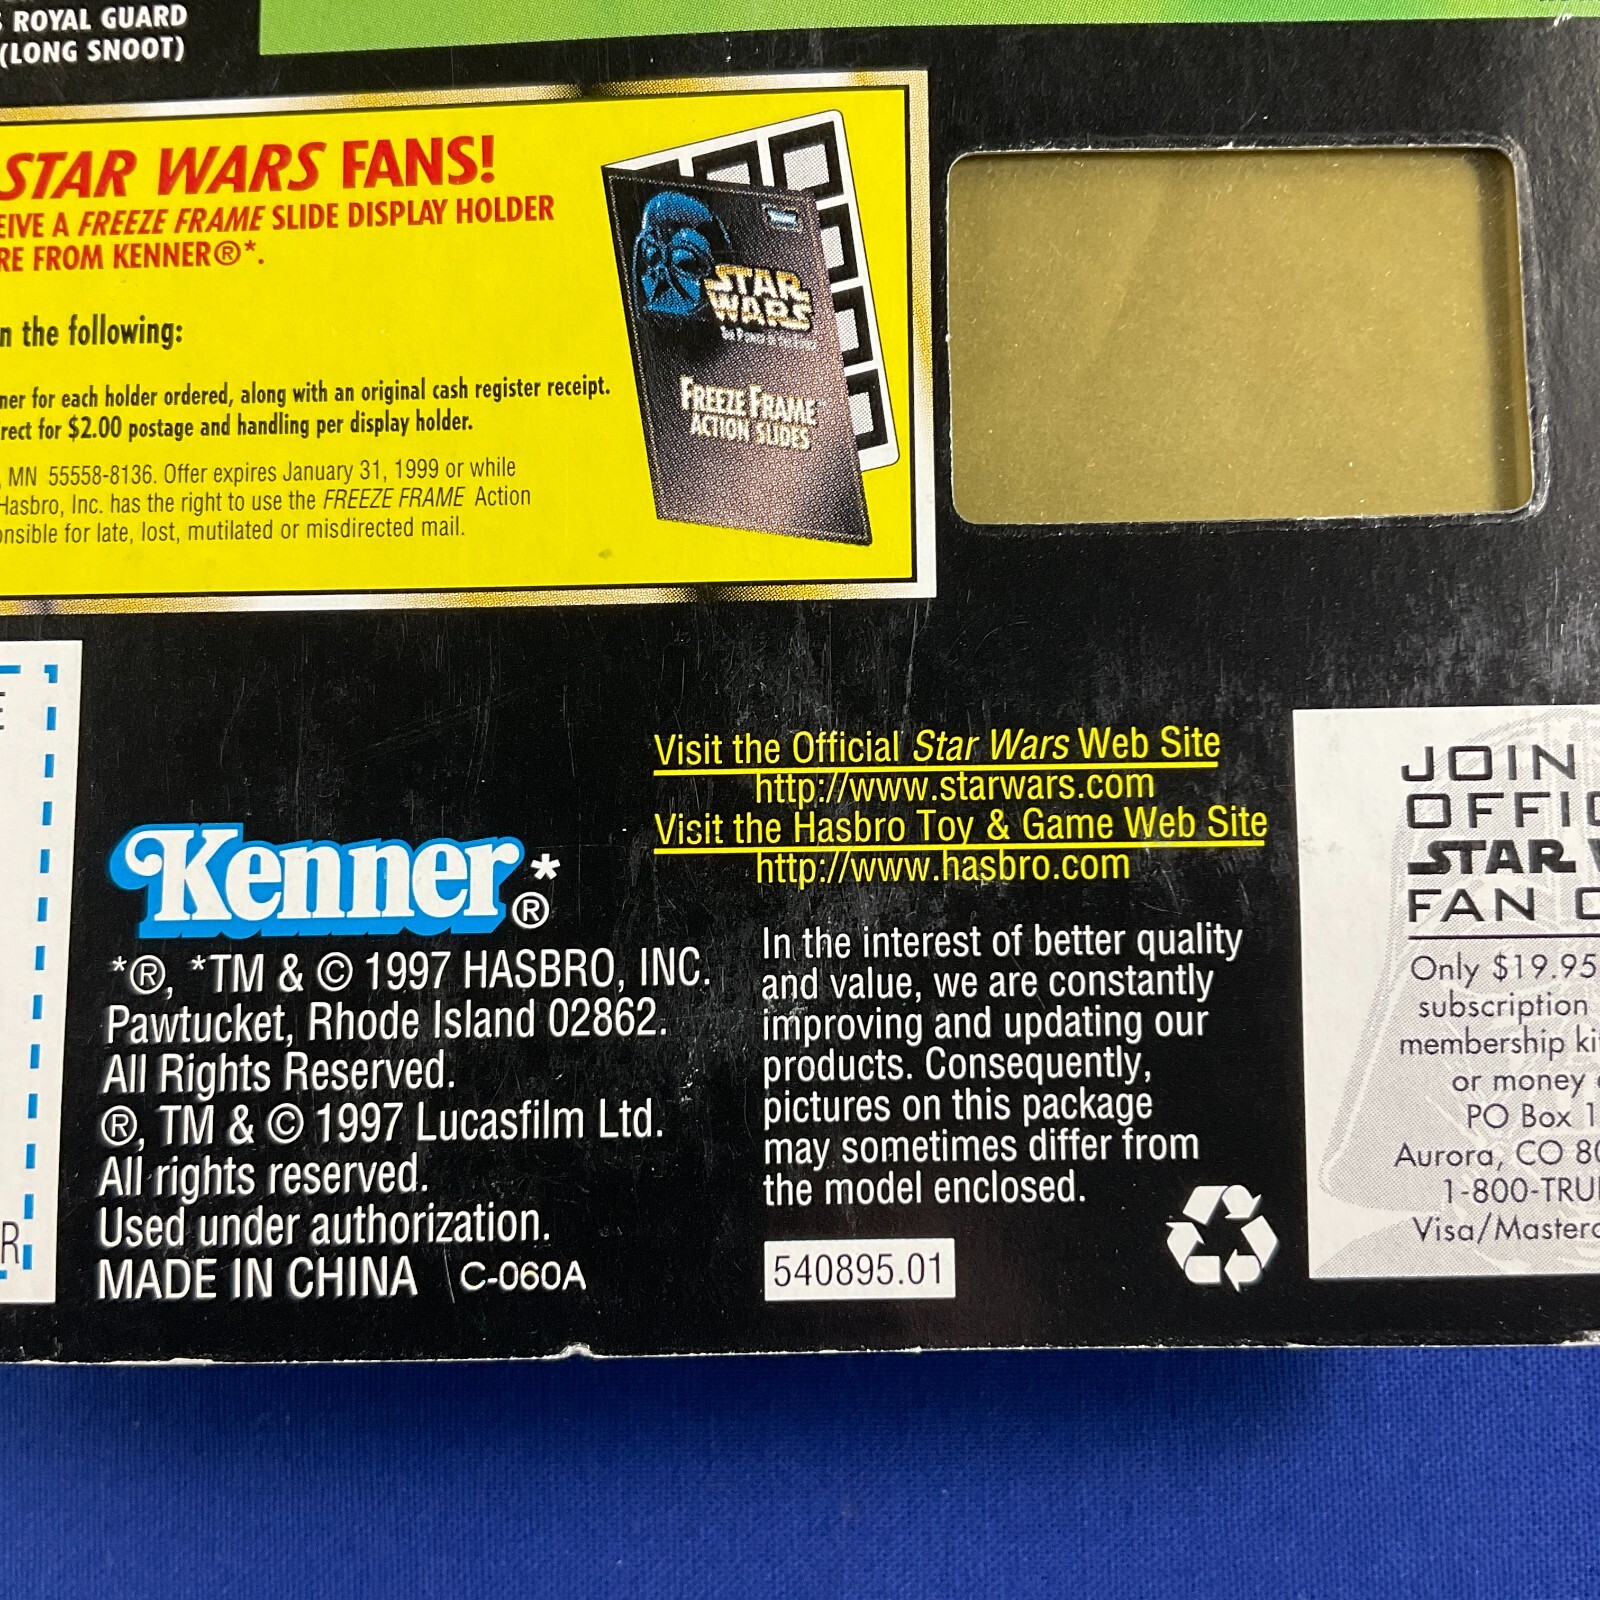 ROYAL GUARD
(LONG SNOOT)
STAR WARS FANS!
EIVE A FREEZE FRAME SLIDE DISPLAY HOLDER
RE FROM KENNER®*.
n the following:
ner for each holder ordered, along with an original cash register receipt.
rect for $2.00 postage and handling per display holder.
, MN 55558-8136. Offer expires January 31, 1999 or while
Hasbro, Inc. has the right to use the FREEZE FRAME Action
onsible for late, lost, mutilated or misdirected mail.
Kenner
STAR
WARS
FREEZE FRAME
ACTION SLIDES
E
R
Kenner*®
*®, *TM & © 1997 HASBRO, INC.
Pawtucket, Rhode Island 02862.
All Rights Reserved.
®, TM & © 1997 Lucasfilm Ltd.
All rights reserved.
Used under authorization.
MADE IN CHINA C-060A
Visit the Official Star Wars Web Site
http://www.starwars.com
Visit the Hasbro Toy & Game Web Site
http://www.hasbro.com
In the interest of better quality
and value, we are constantly
improving and updating our
products. Consequently,
pictures on this package
may sometimes differ from
the model enclosed.
540895.01
JOIN
OFFIC
STAR W
FAN C
Only $19.95
subscription
membership ki
or money
PO Box 1
Aurora, CO 80
1-800-TRU
Visa/Masterc